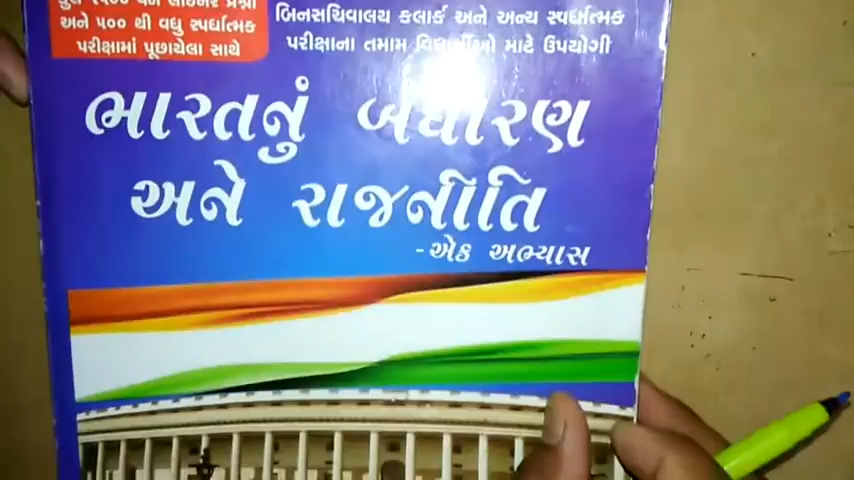 અને ૫૦૦ થી વધુ સ્પર્ધાત્મક
પરીક્ષામાં પૂછાયેલા સાથે
બિનસચિવાલય કલાર્ક અને અન્ય સ્પર્ધાત્મક
પરીક્ષાના તમામ વિદ્યાર્થીઓ માટે ઉપયોગી
ભારતનું બંધારણ
અને રાજનીતિ
-એક અભ્યાસ